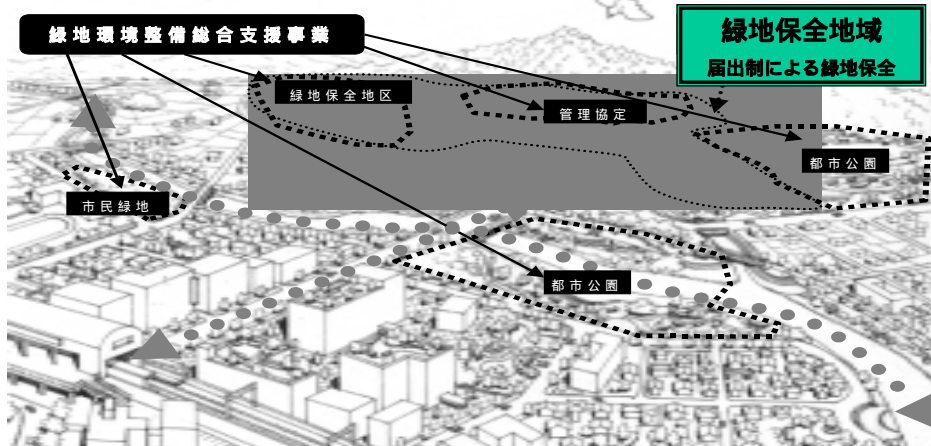 緑地環境整備総合支援事業
緑地保全地域
届出制による緑地保全
緑地保全地区
管理協定
都市公園
市民緑地
都市公園